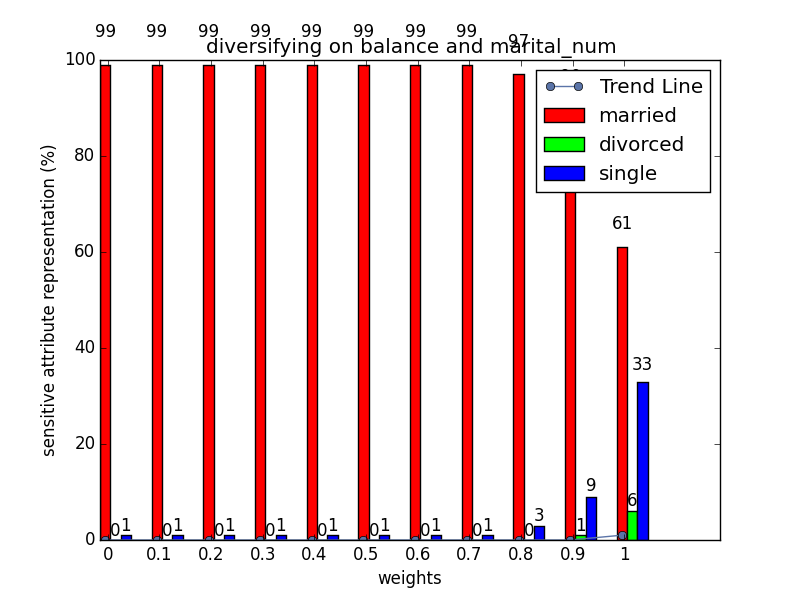 99 99 99 99 99 99 99 99 97
diversifying on balance and marital_num
100
80
60
40
20
0
sensitive attribute representation (%)
Trend Line
married
divorced
single
61
33
0 1 0 1 0 1 0 1 0 1 0 1 0 1 0 1 0 3 1 9 6
0 0.1 0.2 0.3 0.4 0.5 0.6 0.7 0.8 0.9 1
weights